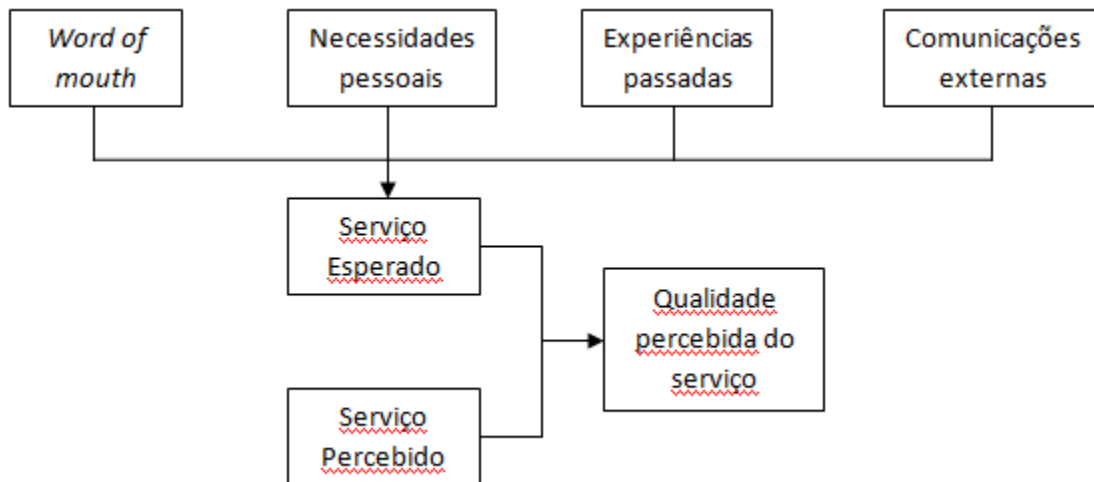 Word of
mouth
Necessidades
pessoais
Experiências
passadas
Comunicações
externas
Serviço
Esperado
Qualidade
percebida do
serviço
Serviço
Percebido